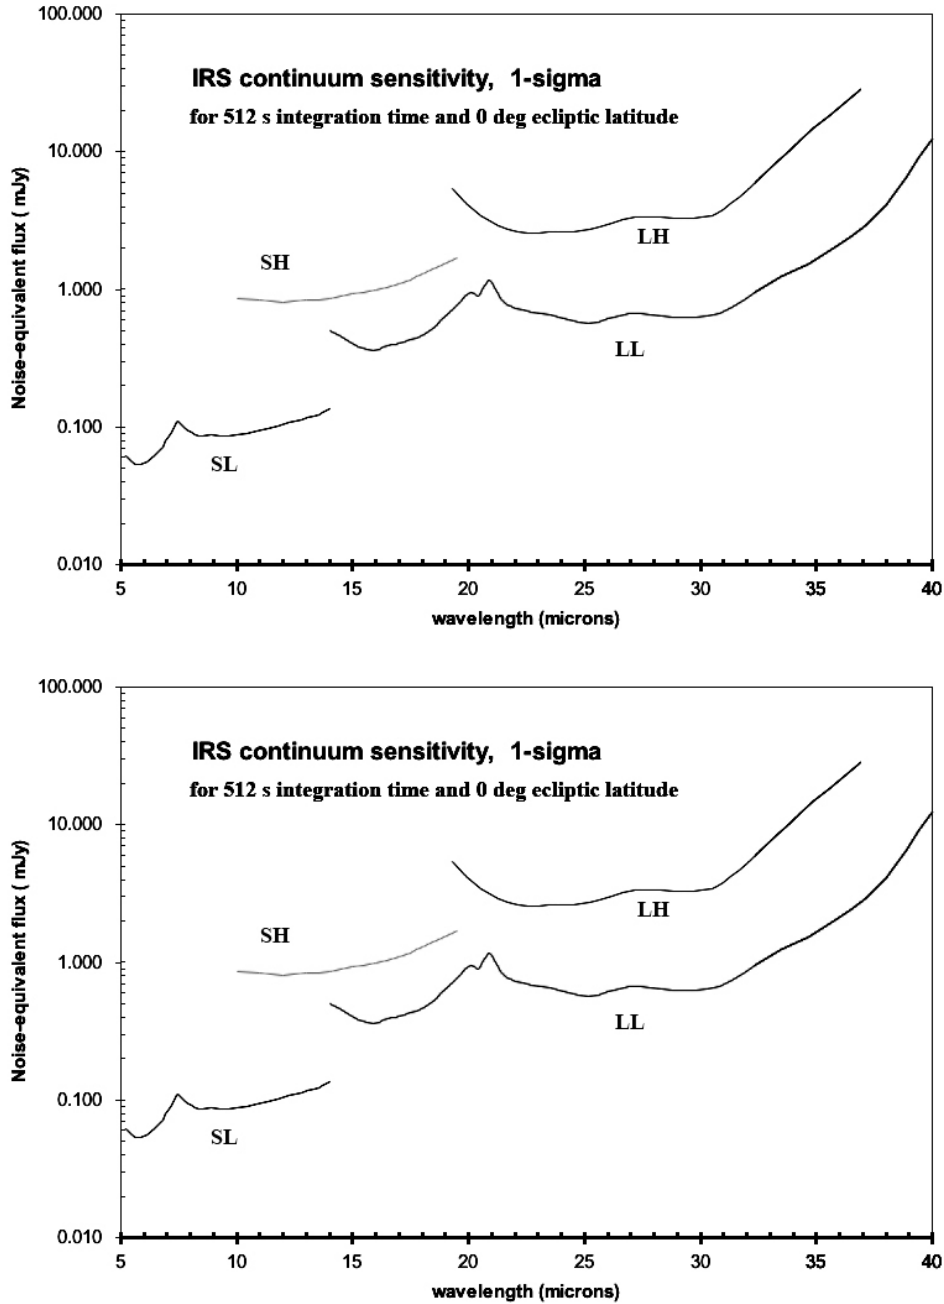 100.000
IRS continuum sensitivity, 1-sigma
for 512 s integration time and 0 deg ecliptic latitude
10.000
Noise-equivalent flux ( mJy)
SH
LH
1.000
LL
0.100
SL
0.010
5 10 15 20 25 30 35 40
wavelength (microns)
100.000
IRS continuum sensitivity, 1-sigma
for 512 s integration time and 0 deg ecliptic latitude
10.000
Noise-equivalent flux ( mJy)
SH
LH
1.000
LL
0.100
SL
0.010
5 10 15 20 25 30 35 40
wavelength (microns)